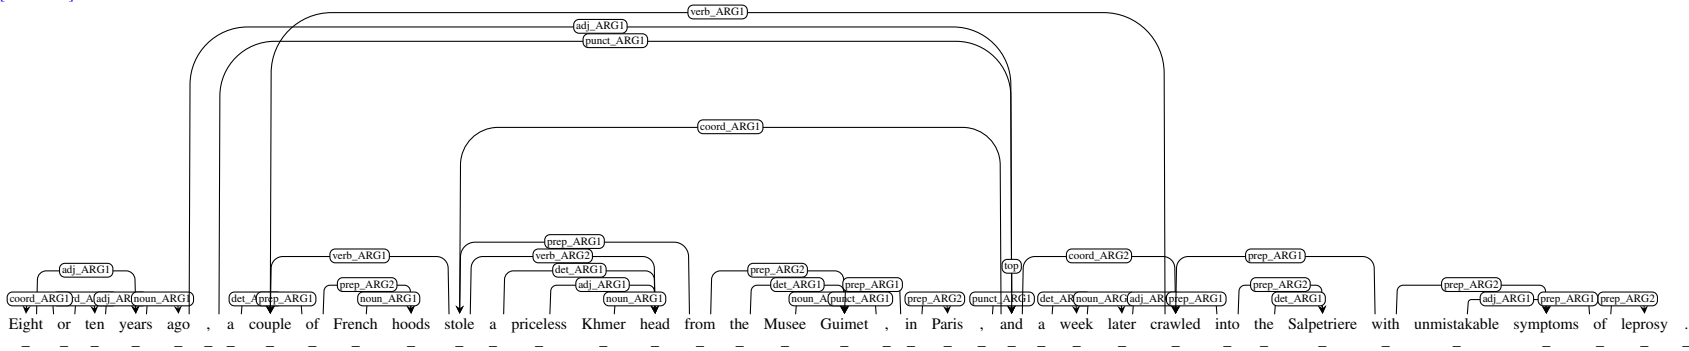 verb_ARG1
adj_ARG1
punct_ARG1
coord_ARG1
prep_ARG1
verb_ARG1 verb_ARG2 coord_ARG2 prep_ARG1
top
adj_ARG1 det_ARG1 prep_ARG2
prep_ARG2 adj_ARG1 det_ARG1 prep_ARG1 prep_ARG2 prep_ARG2
coord_ARG1 noun_ARG1 prep_ARG1 noun_ARG1 noun_ARG1 punct_ARG1 prep_ARG2 punct_ARG1 prep_ARG1 det_ARG1 adj_ARG1 prep_ARG1 prep_ARG2
Eight or ten years ago , a couple of French hoods stole a priceless Khmer head from the Musee Guimet , in Paris , and a week later crawled into the Salpetriere with unmistakable symptoms of leprosy .